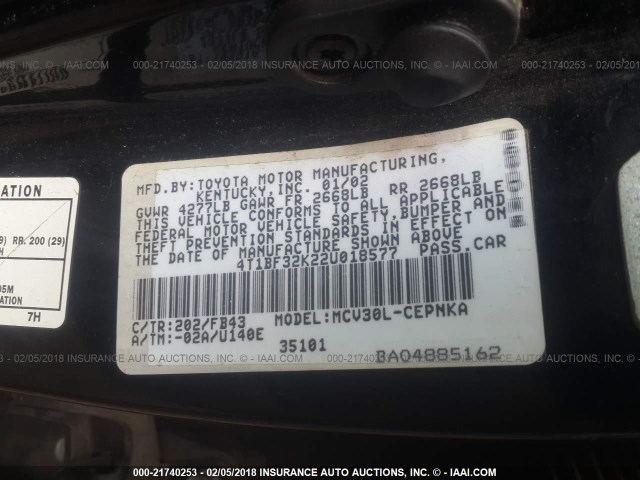 000-21740253 - 02/05/2018 INSURANCE AUTO AUCTIONS, INC. - IAAI.COM
MFD.BY:TOYOTA MOTOR MANUFACTURING,
KENTUCKY,INC. 01/02
GVWR 4277LB GAWR FR 2668LB RR 2668LB
THIS VEHICLE CONFORMS TO ALL APPLICABLE
FEDERAL MOTOR VEHICLE SAFETY,BUMPER AND
THEFT PREVENTION STANDARDS IN EFFECT ON
THE DATE OF MANUFACTURE SHOWN ABOVE
4T1BF32K22U018577 PASS.CAR
C/TR:202/FB43 MODEL:MCV30L-CEPNKA
A/TM:-02A/U140E
35101
BA04885162
ATION
RR. 200 (29)
7H
000-21740253 - 02/05/2018 INSURANCE AUTO AUCTIONS, INC. - IAAI.COM